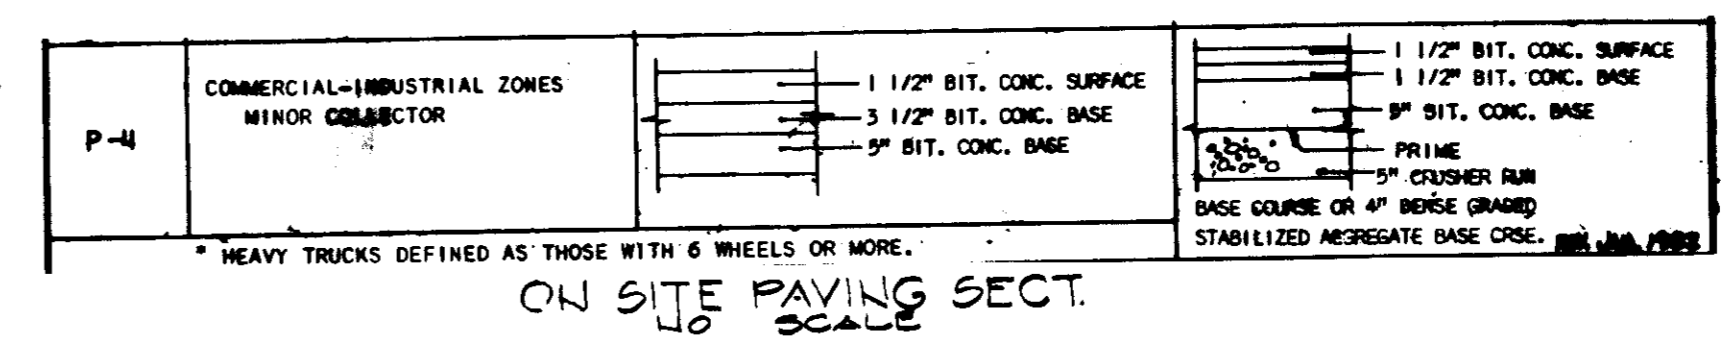 P-4
COMMERCIAL-INDUSTRIAL ZONES
MINOR COLLECTOR
1 1/2" BIT. CONC. SURFACE
3 1/2" BIT. CONC. BASE
5" BIT. CONC. BASE
1 1/2" BIT. CONC. SURFACE
1 1/2" BIT. CONC. BASE
5" BIT. CONC. BASE
PRIME
5" CRUSHER RUN
BASE COURSE OR 4" DENSE GRADED
STABILIZED AGGREGATE BASE CRSE.
* HEAVY TRUCKS DEFINED AS THOSE WITH 6 WHEELS OR MORE.
ON SITE PAVING SECT.
NO SCALE